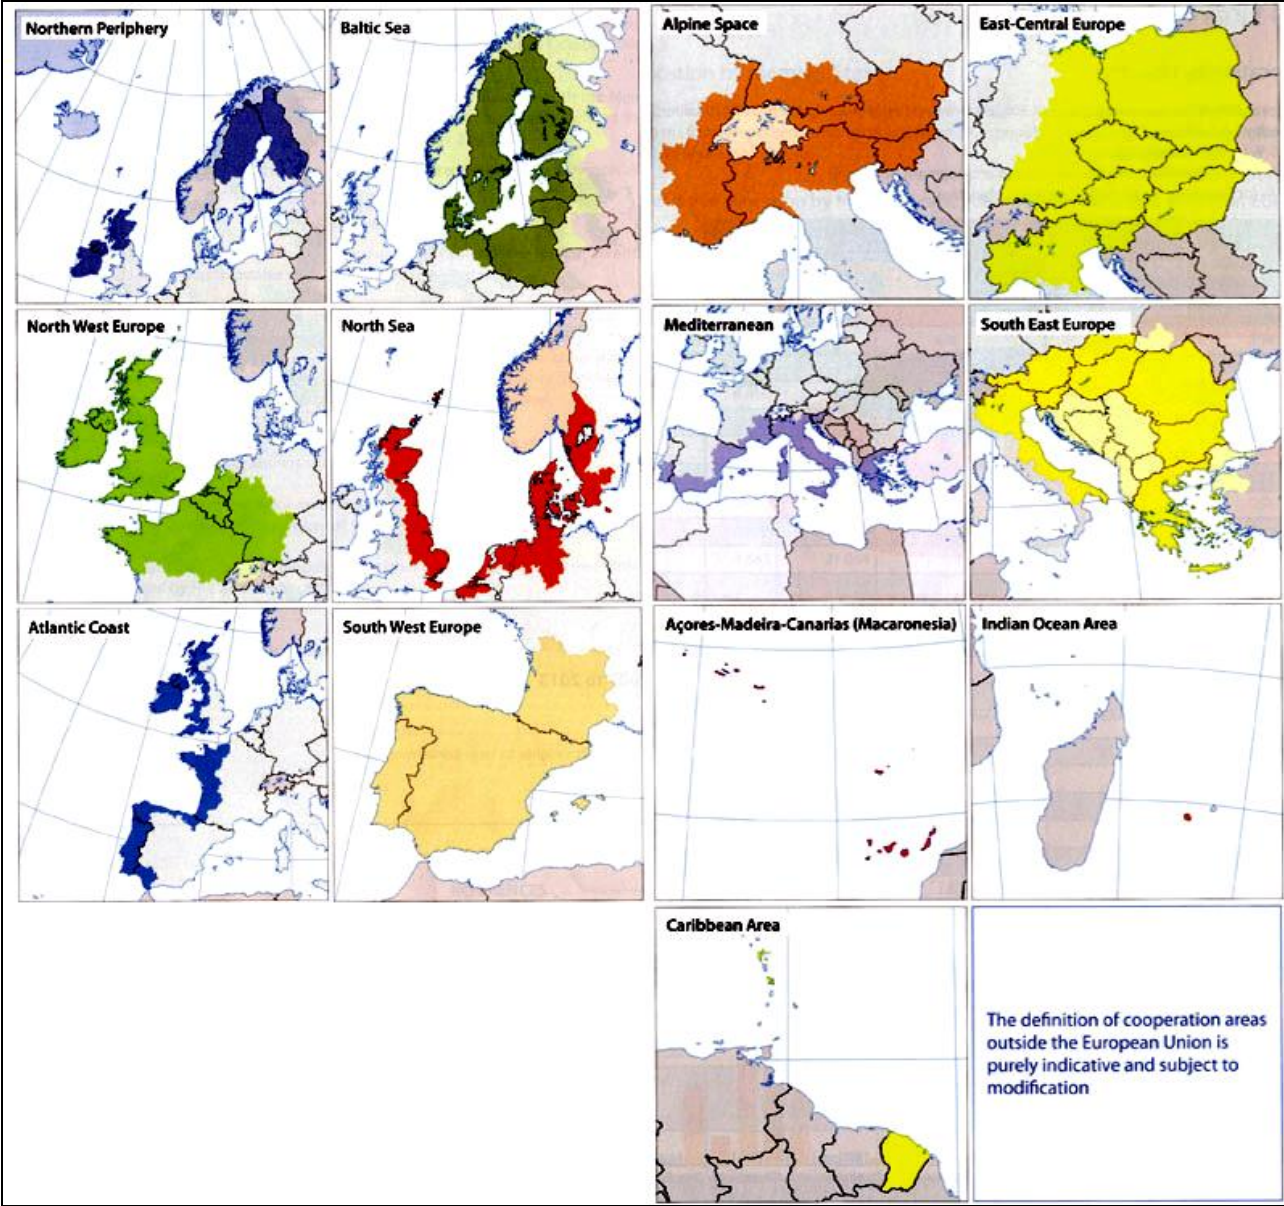 Northern Periphery
Baltic Sea
Alpine Space
East-Central Europe
North West Europe
North Sea
Mediterranean
South East Europe
Atlantic Coast
South West Europe
Açores-Madeira-Canarias (Macaronesia)
Indian Ocean Area
Caribbean Area
The definition of cooperation areas
outside the European Union is
purely indicative and subject to
modification